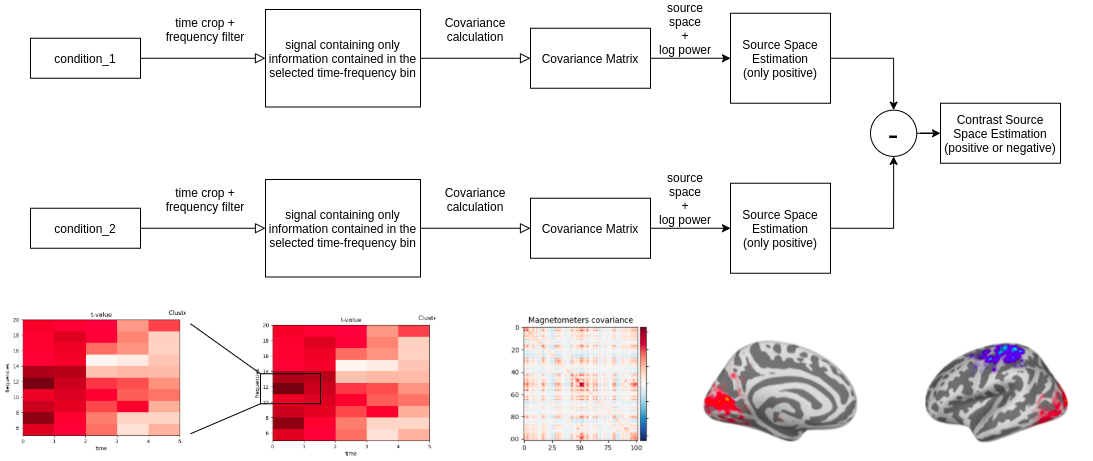 time crop +
frequency filter
Covariance
calculation
source
space
+
log power
condition_1
signal containing only
information contained in the
selected time-frequency bin
Covariance Matrix
Source Space
Estimation
(only positive)
-
Contrast Source
Space Estimation
(positive or negative)
time crop +
frequency filter
Covariance
calculation
source
space
+
log power
condition_2
signal containing only
information contained in the
selected time-frequency bin
Covariance Matrix
Source Space
Estimation
(only positive)
t-value
Cluste
20
18
16
14
12
10
8
6
frequencies
0 1 2 3 4 5
time
t-value
Cluste
20
18
16
14
12
10
8
6
0 1 2 3 4 5
time
Magnetometers covariance
0
20
40
60
80
00
0 25 50 75 100